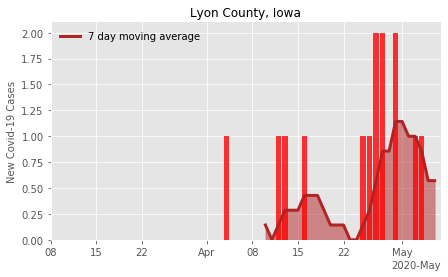 Lyon County, Iowa
7 day moving average
New Covid-19 Cases
2.00
1.75
1.50
1.25
1.00
0.75
0.50
0.25
0.00
08 15 22 Apr 08 15 22 May
2020-May